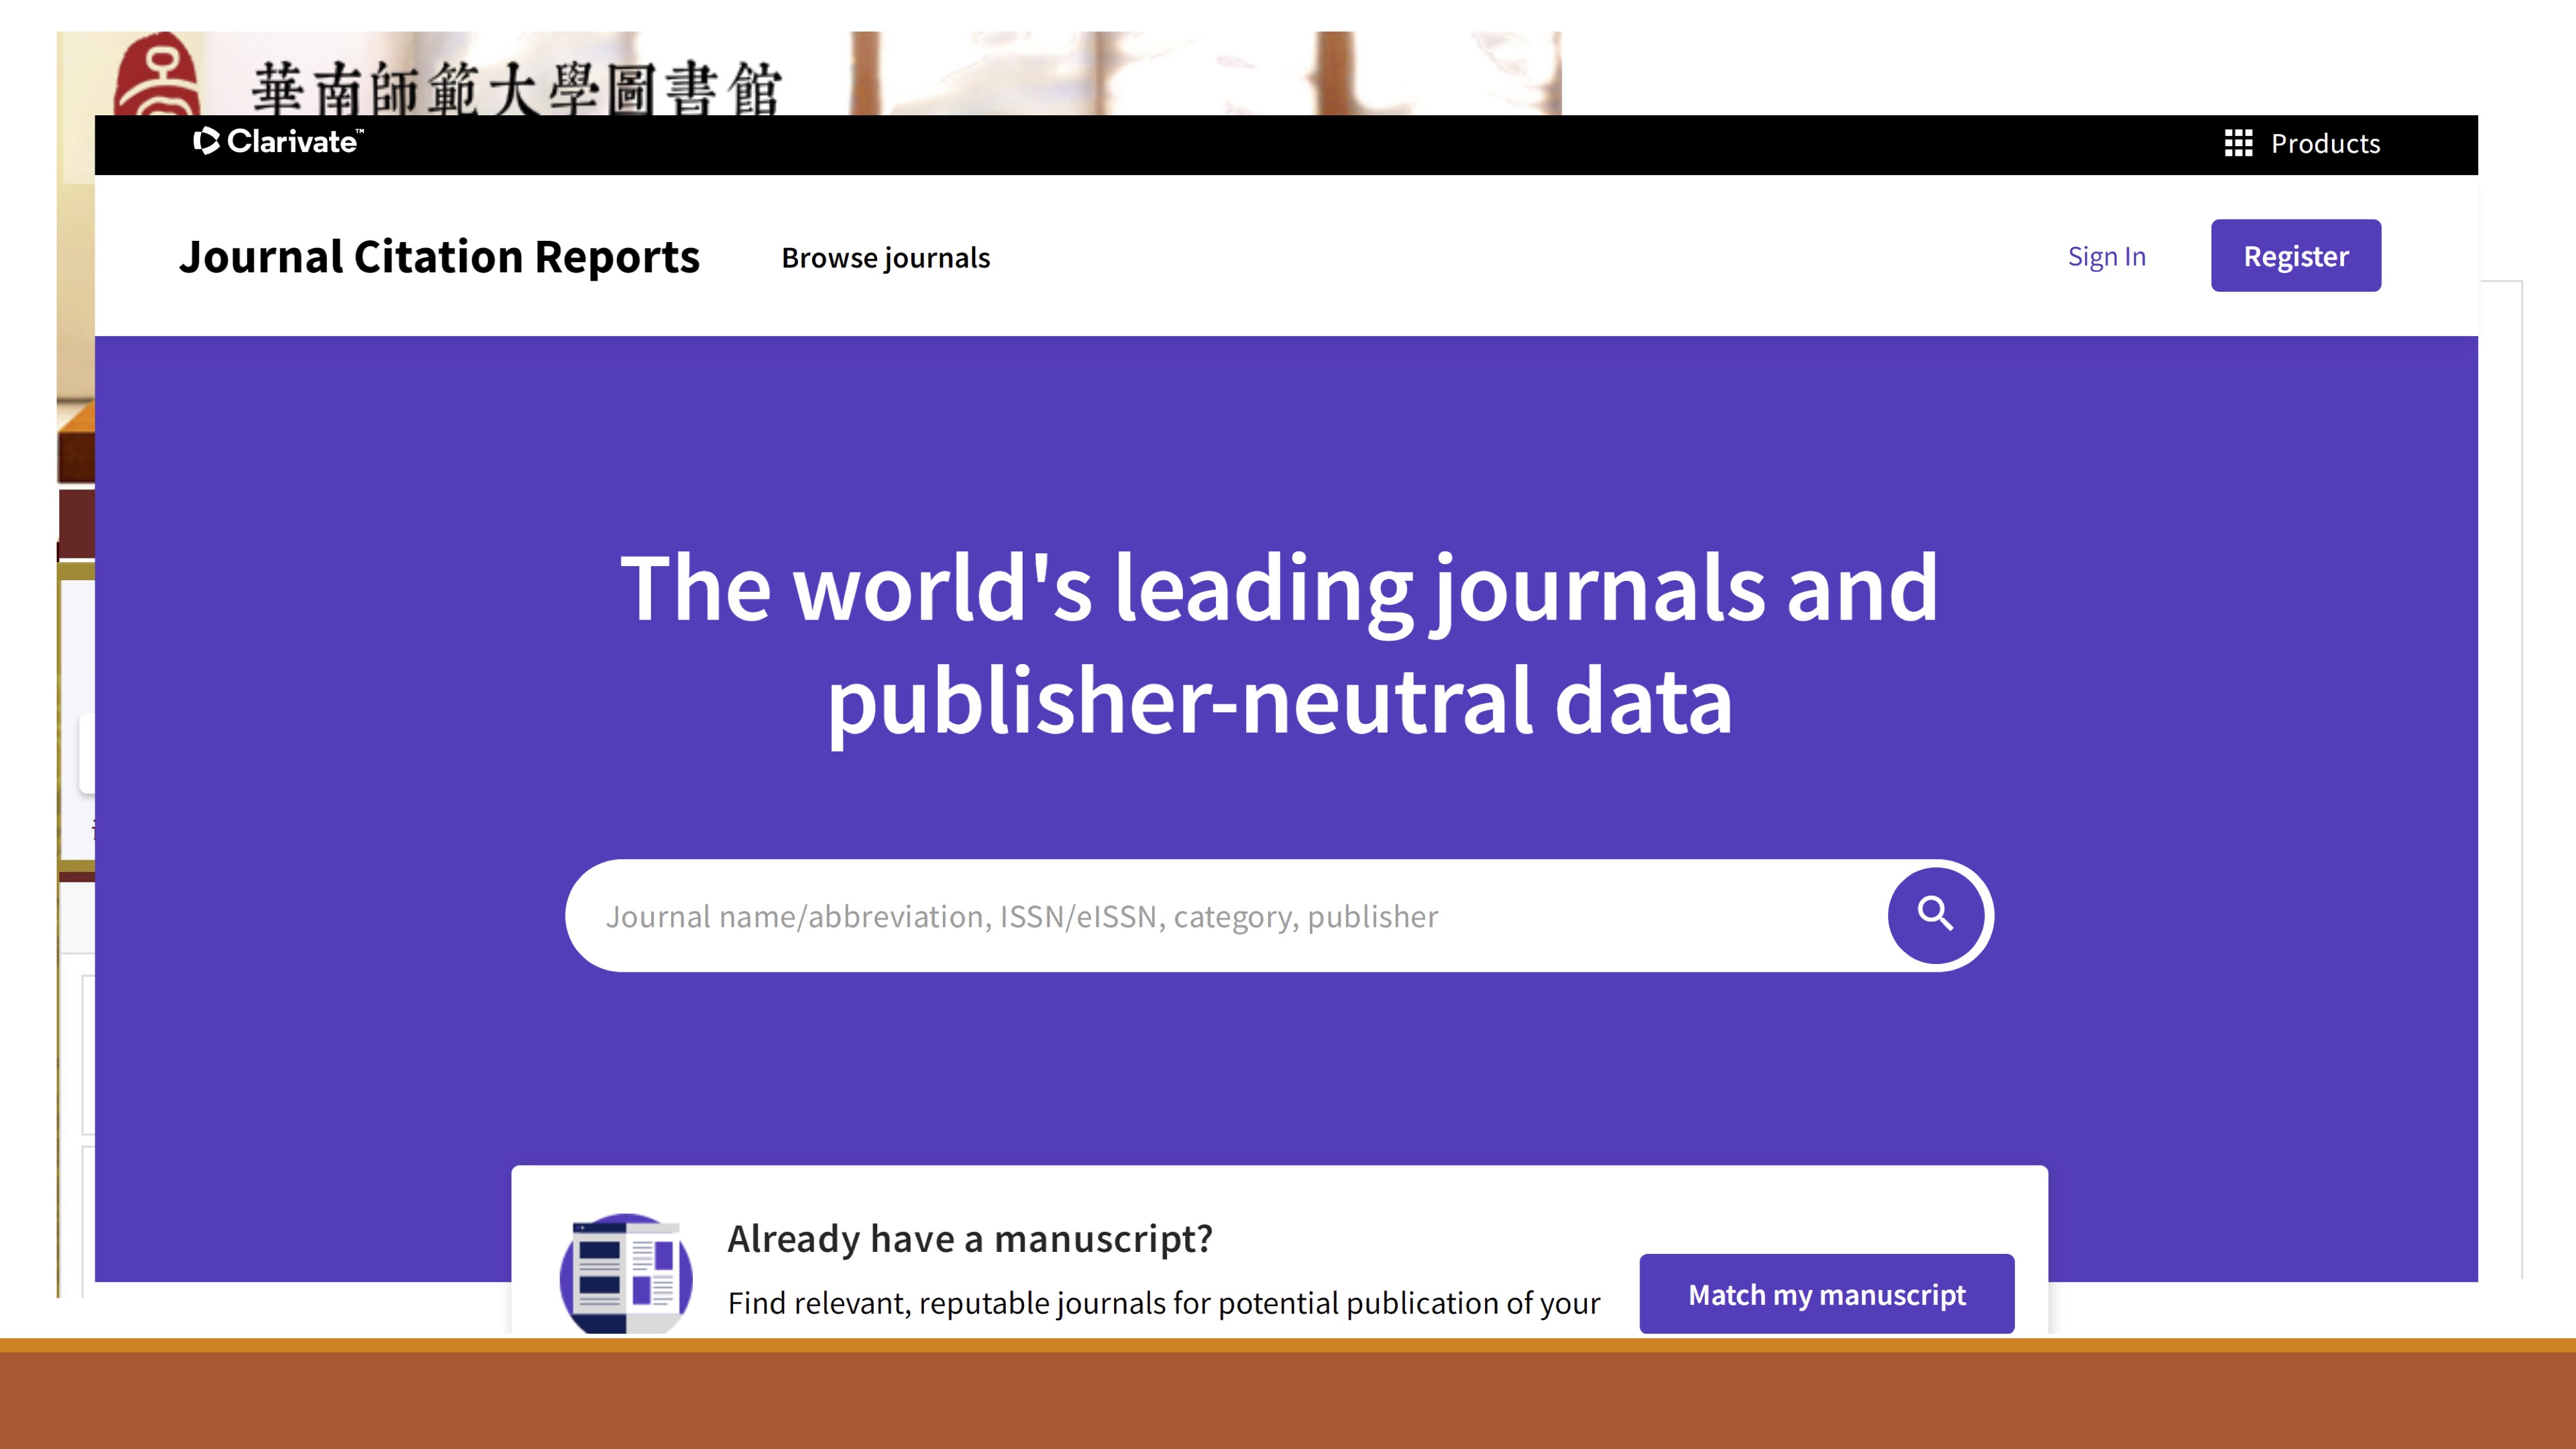 華南師範大學圖書館
Clarivate™
Products
Journal Citation Reports
Browse journals
Sign In
Register
The world's leading journals and
publisher-neutral data
Journal name/abbreviation, ISSN/eISSN, category, publisher
Already have a manuscript?
Find relevant, reputable journals for potential publication of your
Match my manuscript